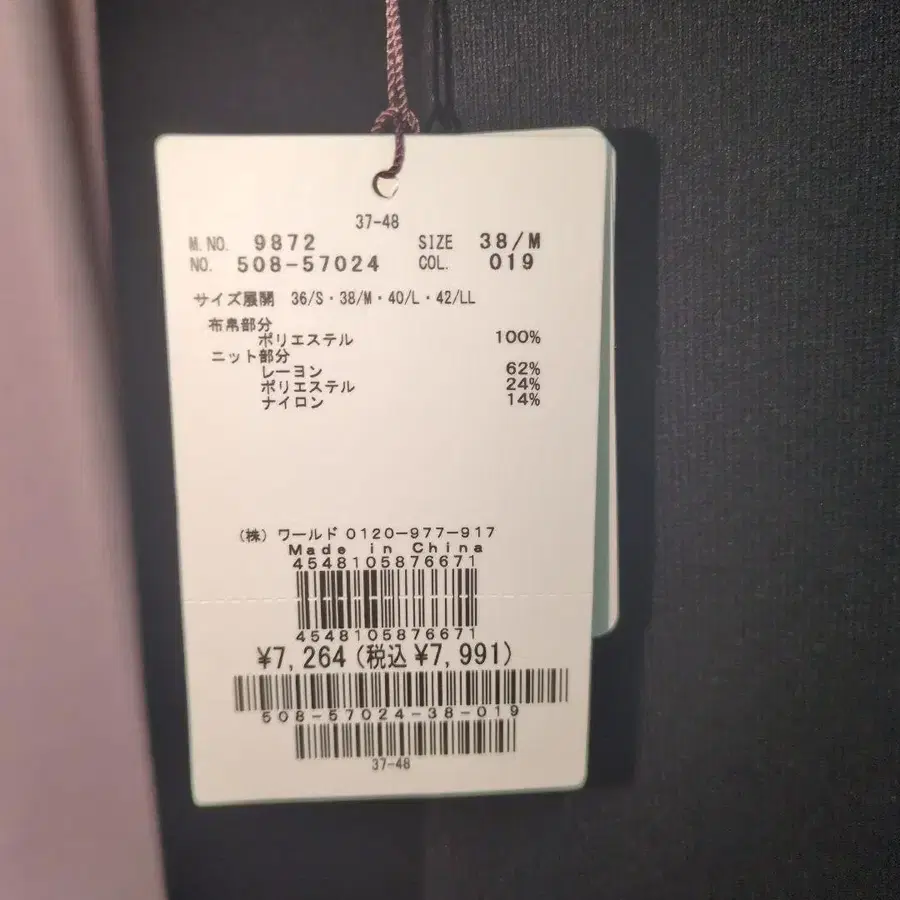 37-48
M.NO. 9872 SIZE 38/M
NO. 508-57024 COL. 019
サイズ展開 36/S・38/M・40/L・42/LL
布帛部分
ポリエステル 100%
ニット部分
レーヨン 62%
ポリエステル 24%
ナイロン 14%
(株)ワールド 0120-977-917
Made in China
4548105876671
4548105876671
¥7,264(税込¥7,991)
508-57024-38-019
37-48